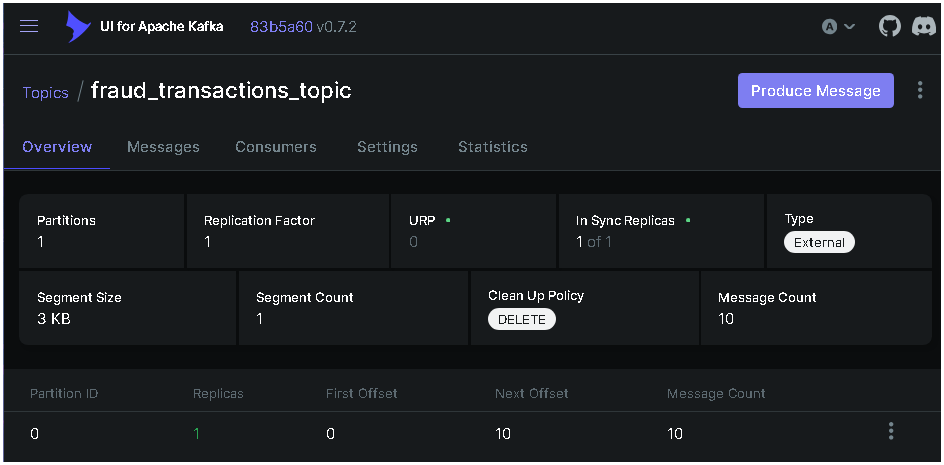 UI for Apache Kafka 83b5a60 v0.7.2 A
Topics / fraud_transactions_topic Produce Message
Overview Messages Consumers Settings Statistics
Partitions Replication Factor URP In Sync Replicas Type
1 1 0 1 of 1 External
Segment Size Segment Count Clean Up Policy Message Count
3 KB 1 DELETE 10
Partition ID Replicas First Offset Next Offset Message Count
0 1 0 10 10